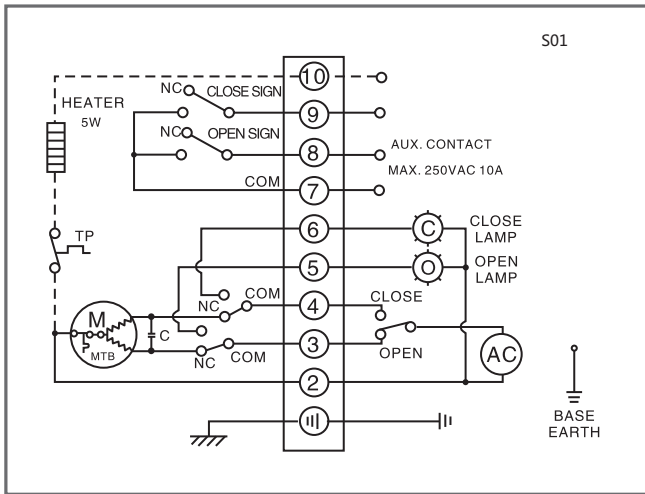 S01
10
NC CLOSE SIGN
HEATER
5W
9
NC OPEN SIGN
8
AUX. CONTACT
MAX. 250VAC 10A
COM 7
6 C CLOSE
LAMP
TP
5 O OPEN
LAMP
COM 4 CLOSE
NC
M C
MTB
3
NC COM OPEN
AC
2
BASE
EARTH